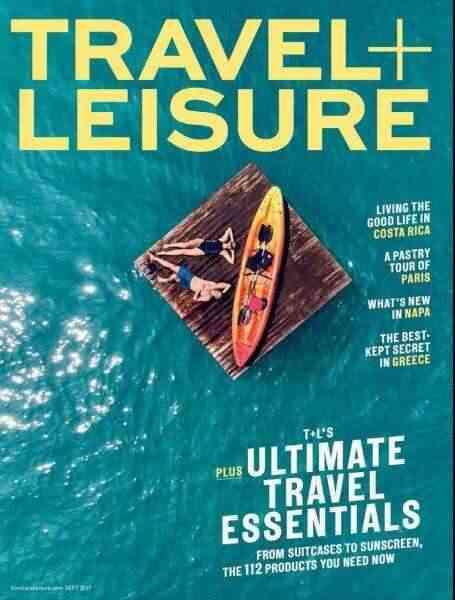 TRAVEL+
LEISURE
LIVING THE
GOOD LIFE IN
COSTA RICA
A PASTRY
TOUR OF
PARIS
WHAT'S NEW
IN NAPA
THE BEST-
KEPT SECRET
IN GREECE
T+L'S
PLUS ULTIMATE
TRAVEL
ESSENTIALS
FROM SUITCASES TO SUNSCREEN,
THE 112 PRODUCTS YOU NEED NOW